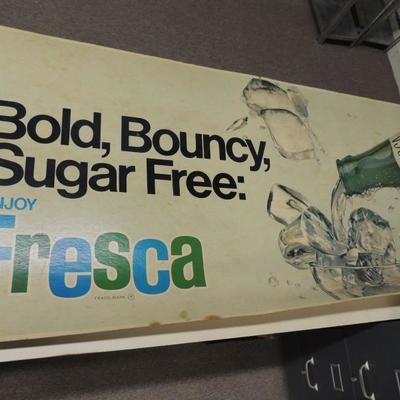 Bold, Bouncy,
Sugar Free:
ENJOY
Fresca
TRADE-MARK ®